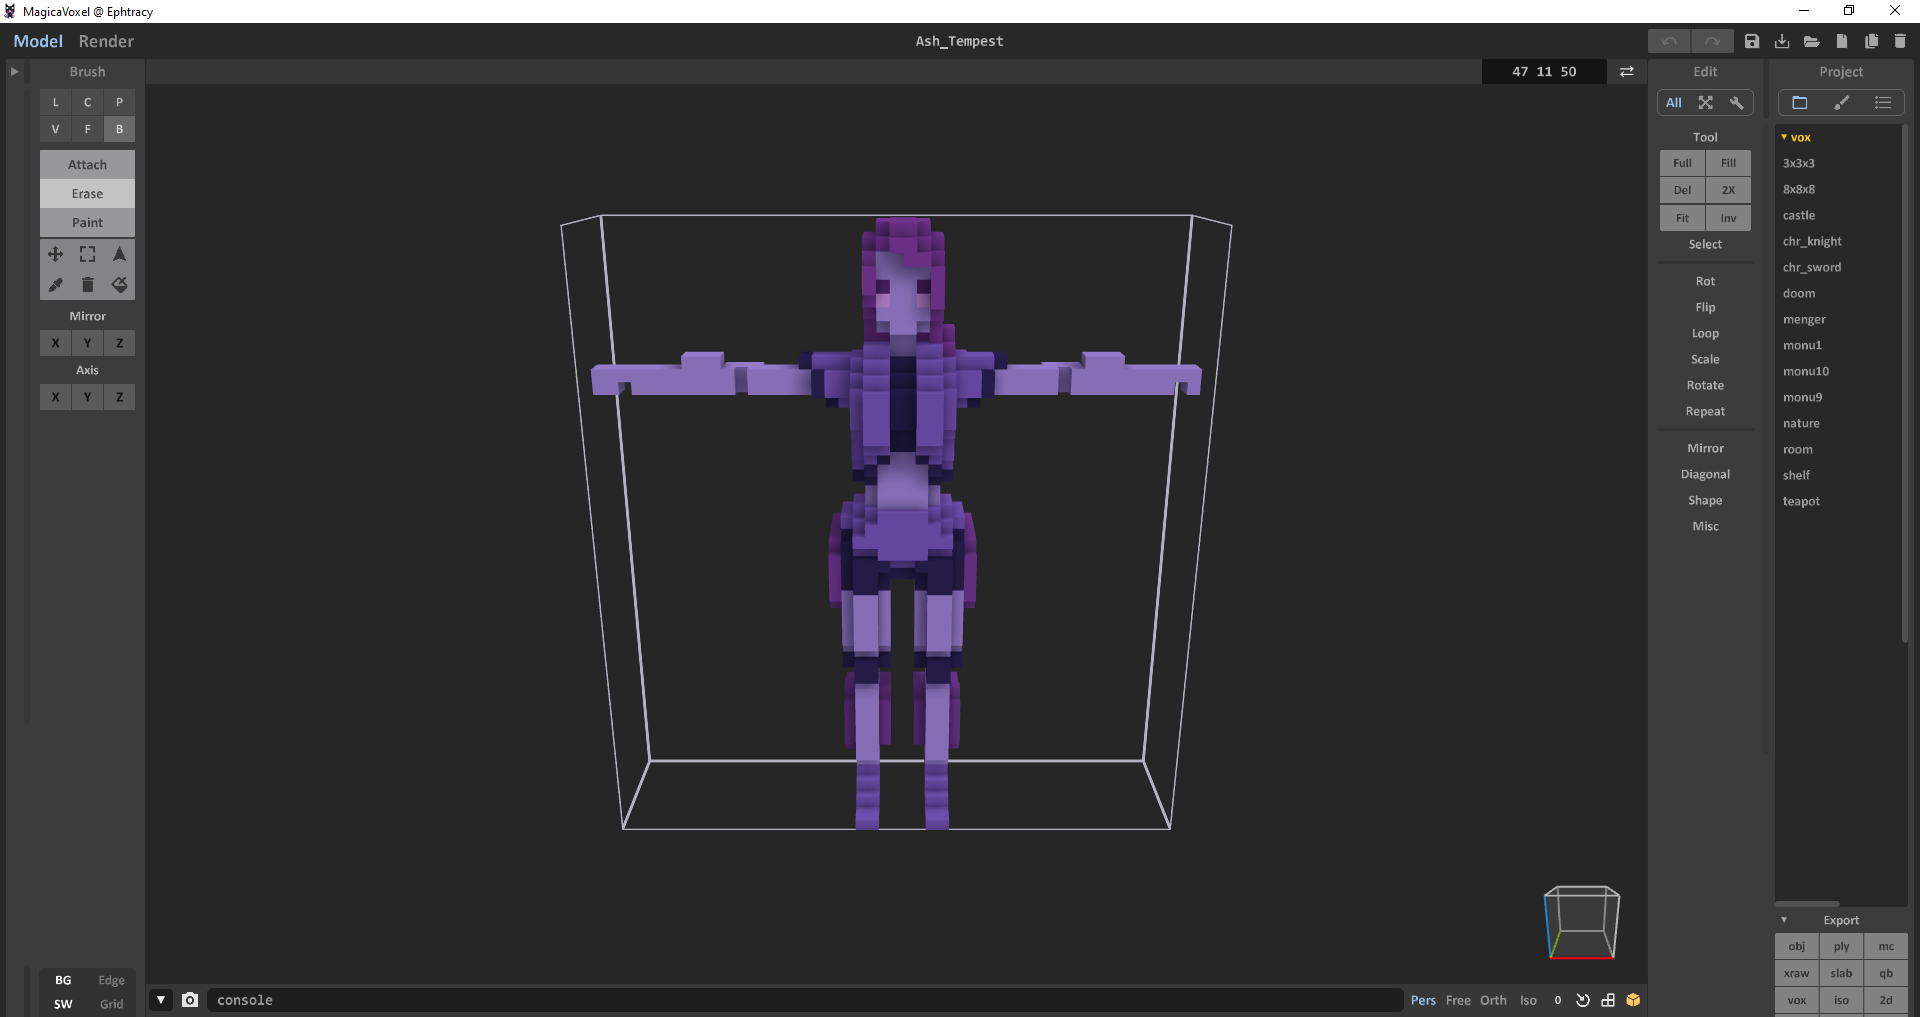 MagicaVoxel @ Ephtracy
Model Render
Ash_Tempest
Brush
47 11 50
Edit
Project
L C P
V F B
Attach
Erase
Paint
Mirror
X Y Z
Axis
X Y Z
All
Tool
Full Fill
Del 2X
Fit Inv
Select
Rot
Flip
Loop
Scale
Rotate
Repeat
Mirror
Diagonal
Shape
Misc
vox
3x3x3
8x8x8
castle
chr_knight
chr_sword
doom
menger
monu1
monu10
monu9
nature
room
shelf
teapot
Export
obj ply mc
xraw slab qb
vox iso 2d
BG Edge
SW Grid
console
Pers Free Orth Iso 0